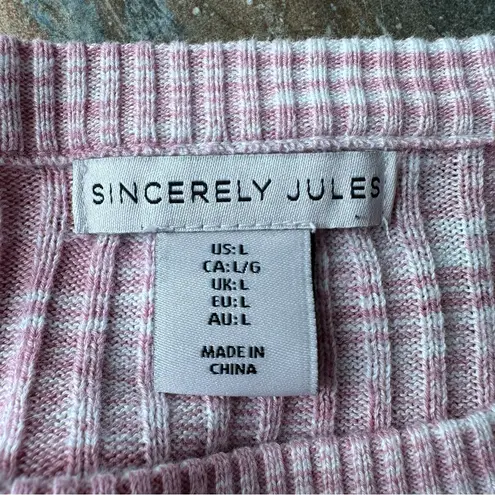 SINCERELY JULES
US: L
CA: L/G
UK: L
EU: L
AU: L
MADE IN
CHINA